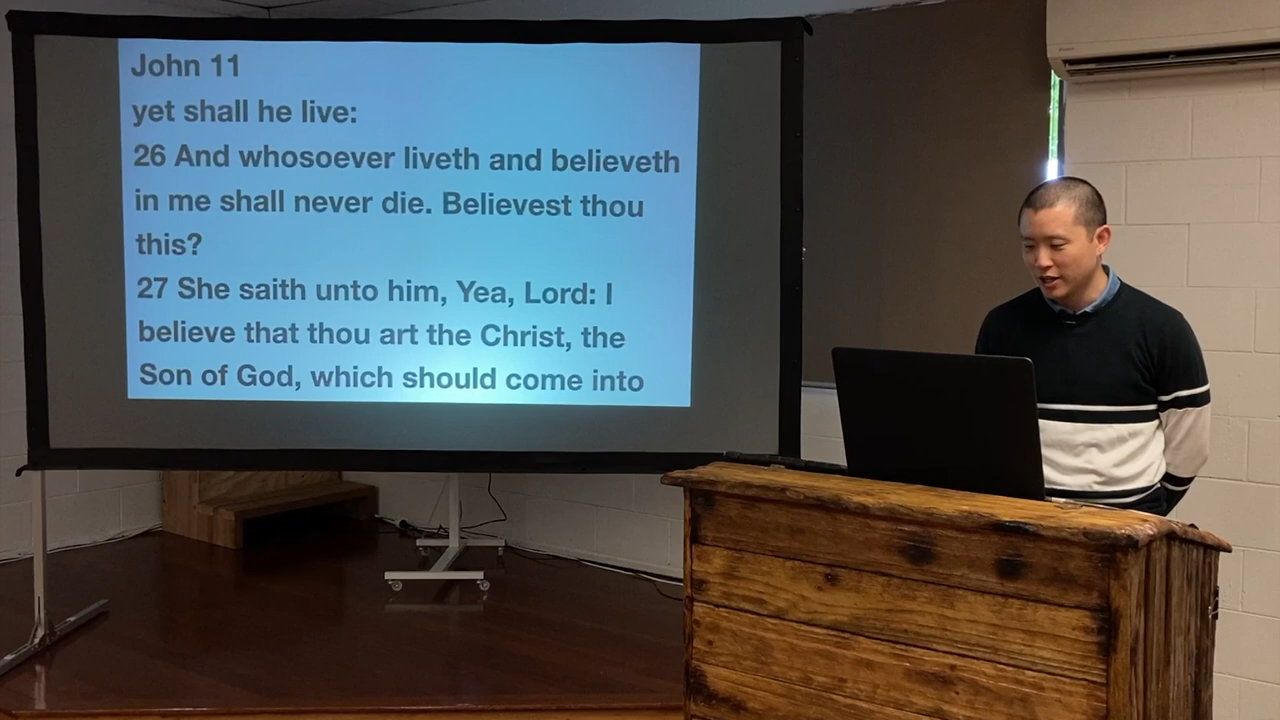 John 11
yet shall he live:
26 And whosoever liveth and believeth
in me shall never die. Believest thou
this?
27 She saith unto him, Yea, Lord: I
believe that thou art the Christ, the
Son of God, which should come into